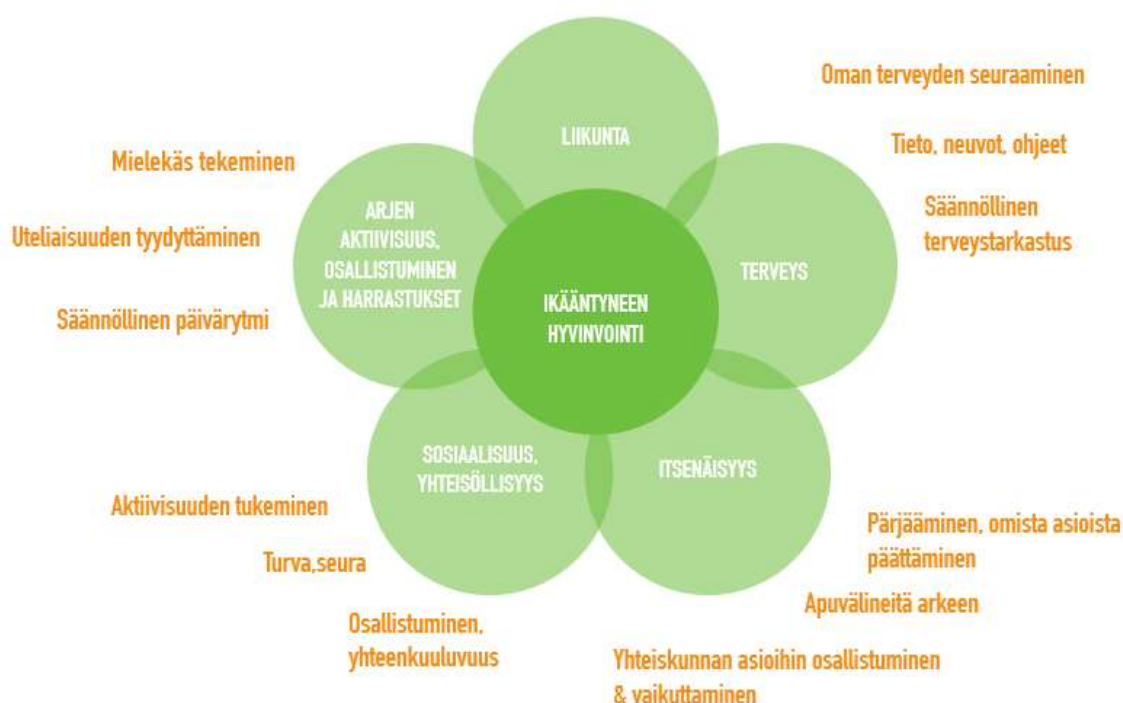 Oman terveyden seuraaminen
LIIKUNTA
Tieto, neuvot, ohjeet
Mielekäs tekeminen
Säännöllinen
terveystarkastus
ARJEN
AKTIIVISUUS,
OSALLISTUMINEN
JA HARRASTUKSET
Uteliaisuuden tyydyttäminen
TERVEYS
IKÄÄNTYNEEN
HYVINVOINTI
Säännöllinen päivärytmi
SOSIAALISUUS,
YHTEISÖLLISYYS
ITSENÄISYYS
Aktiivisuuden tukeminen
Pärjääminen, omista asioista
päättäminen
Turva,seura
Apuvälineitä arkeen
Osallistuminen,
yhteenkuuluvuus
Yhteiskunnan asioihin osallistuminen
& vaikuttaminen